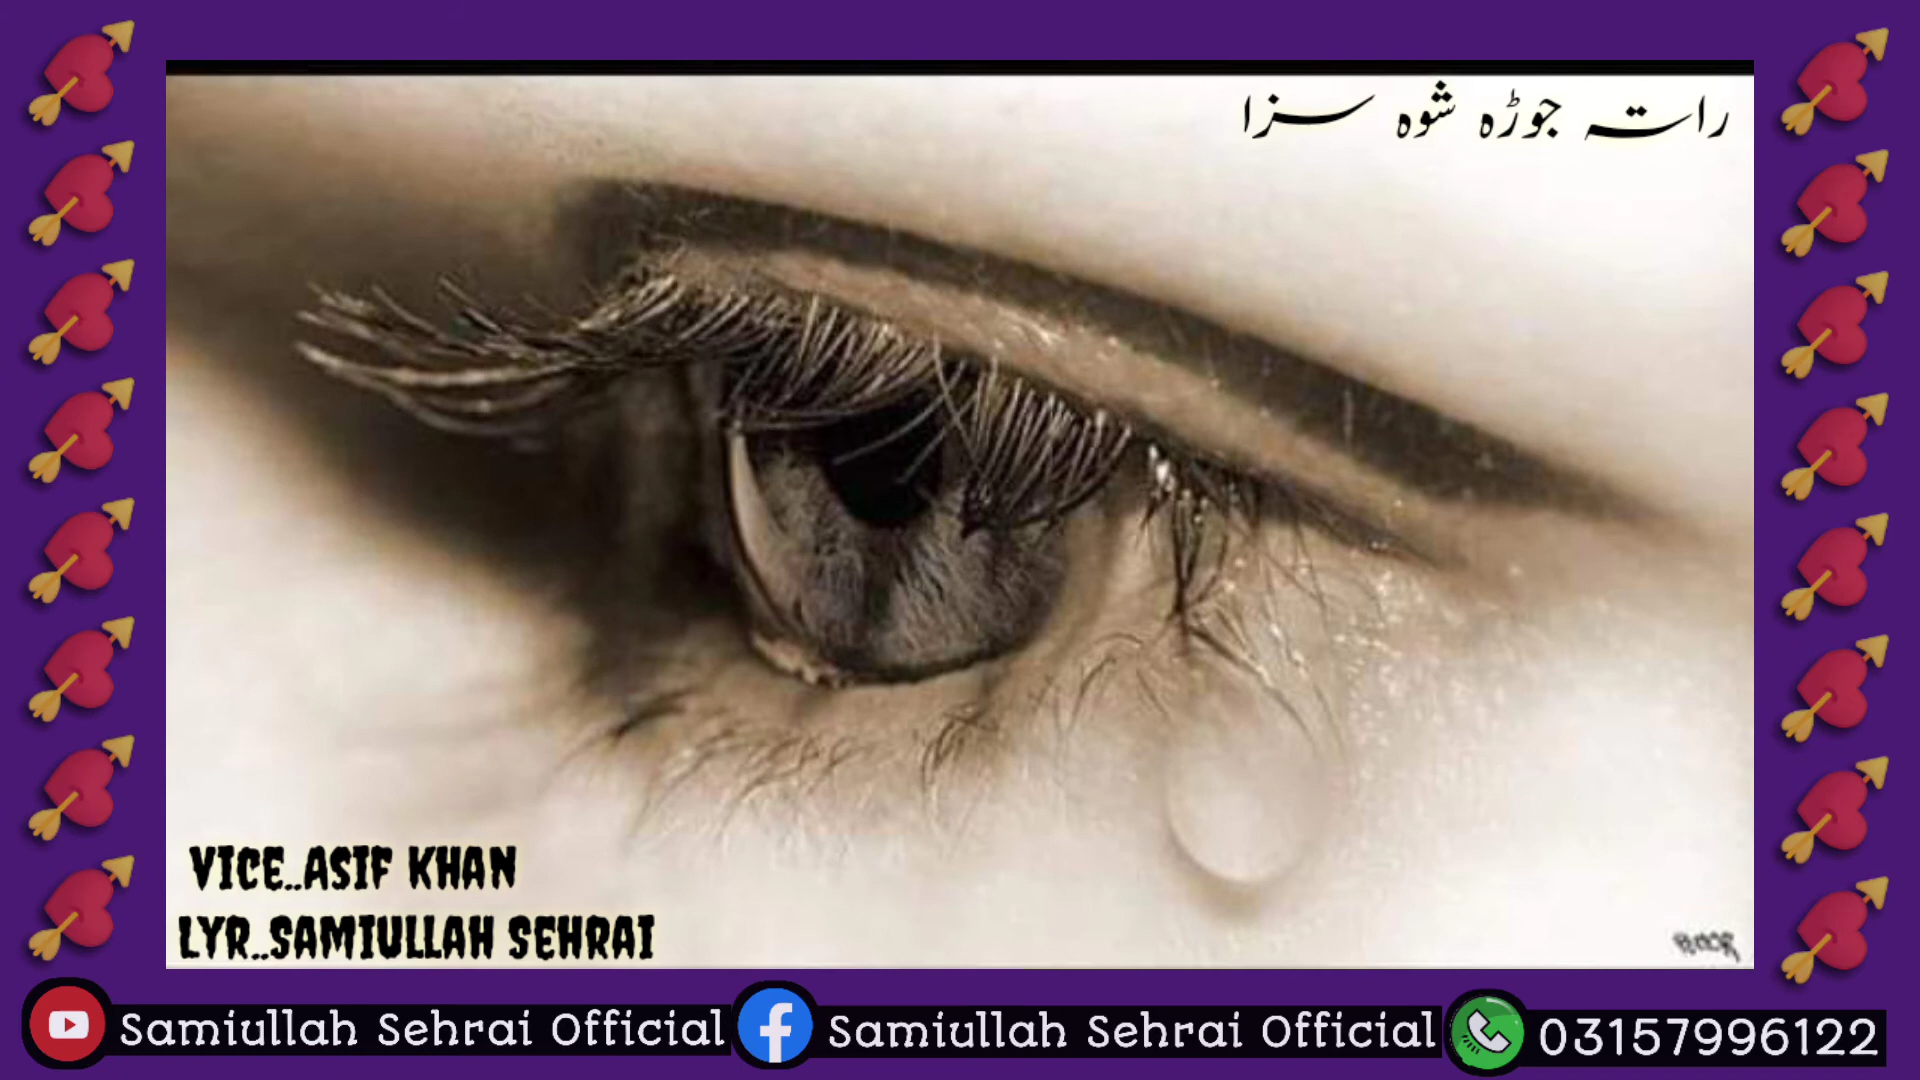 راتہ جوڑہ شوہ سزا
VICE..ASIF KHAN
LYR..SAMIULLAH SEHRAI
Samiullah Sehrai Official
Samiullah Sehrai Official
03157996122